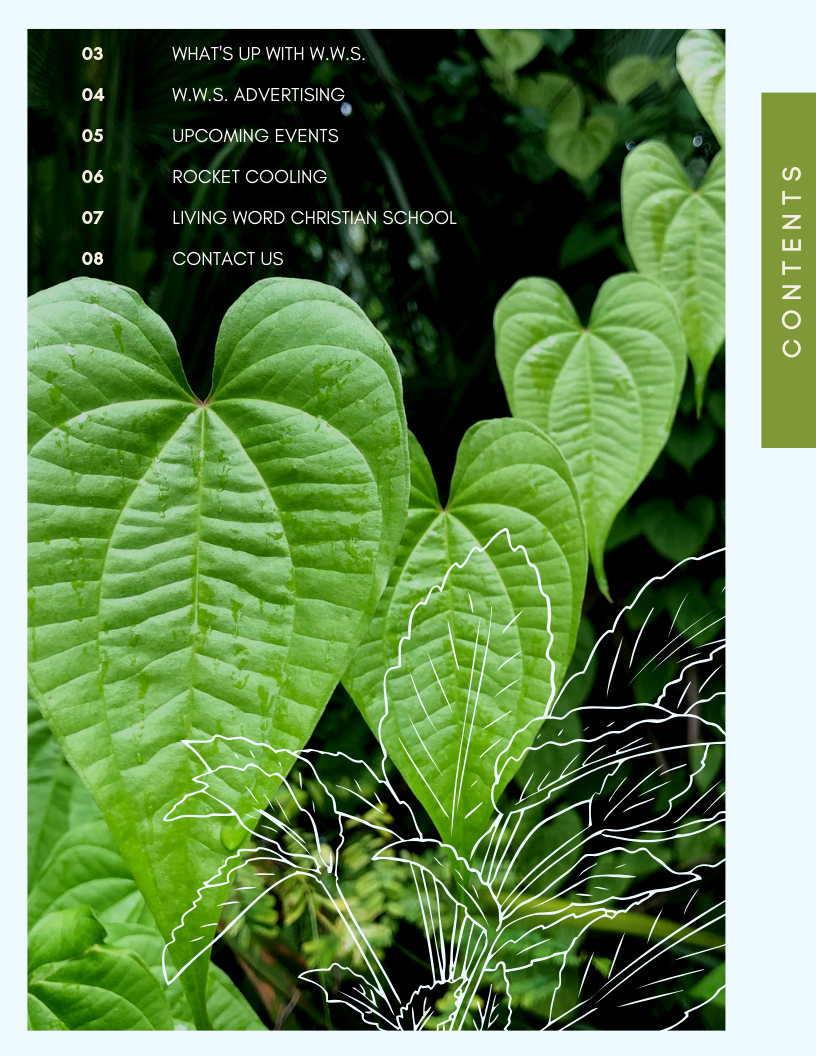 03 WHAT'S UP WITH W.W.S.
04 W.W.S. ADVERTISING
05 UPCOMING EVENTS
06 ROCKET COOLING
07 LIVING WORD CHRISTIAN SCHOOL
08 CONTACT US
CONTENTS